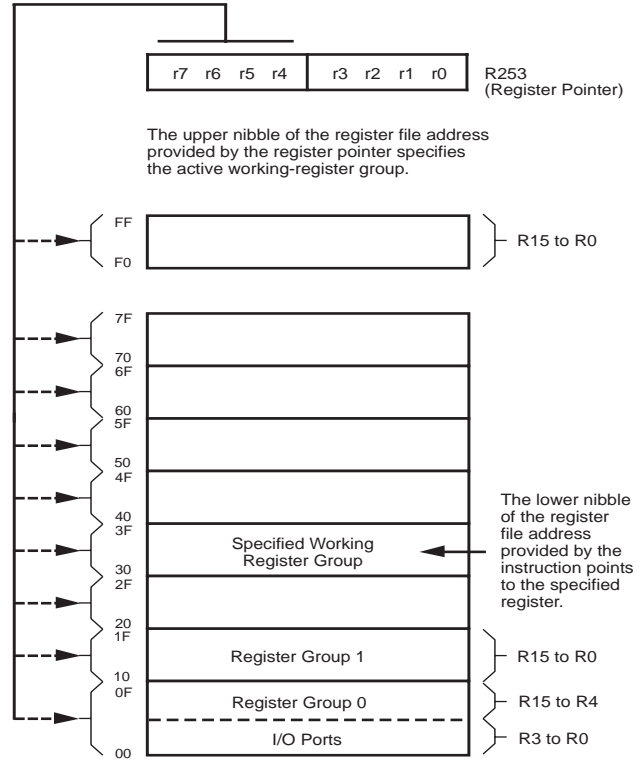 r7 r6 r5 r4 r3 r2 r1 r0
R253
(Register Pointer)
The upper nibble of the register file address
provided by the register pointer specifies
the active working-register group.
FF
R15 to R0
F0
7F
70
6F
60
5F
50
4F
40
3F
Specified Working
Register Group
The lower nibble
of the register
file address
provided by the
instruction points
to the specified
register.
30
2F
20
1F
Register Group 1
R15 to R0
10
0F
Register Group 0
R15 to R4
I/O Ports
R3 to R0
00